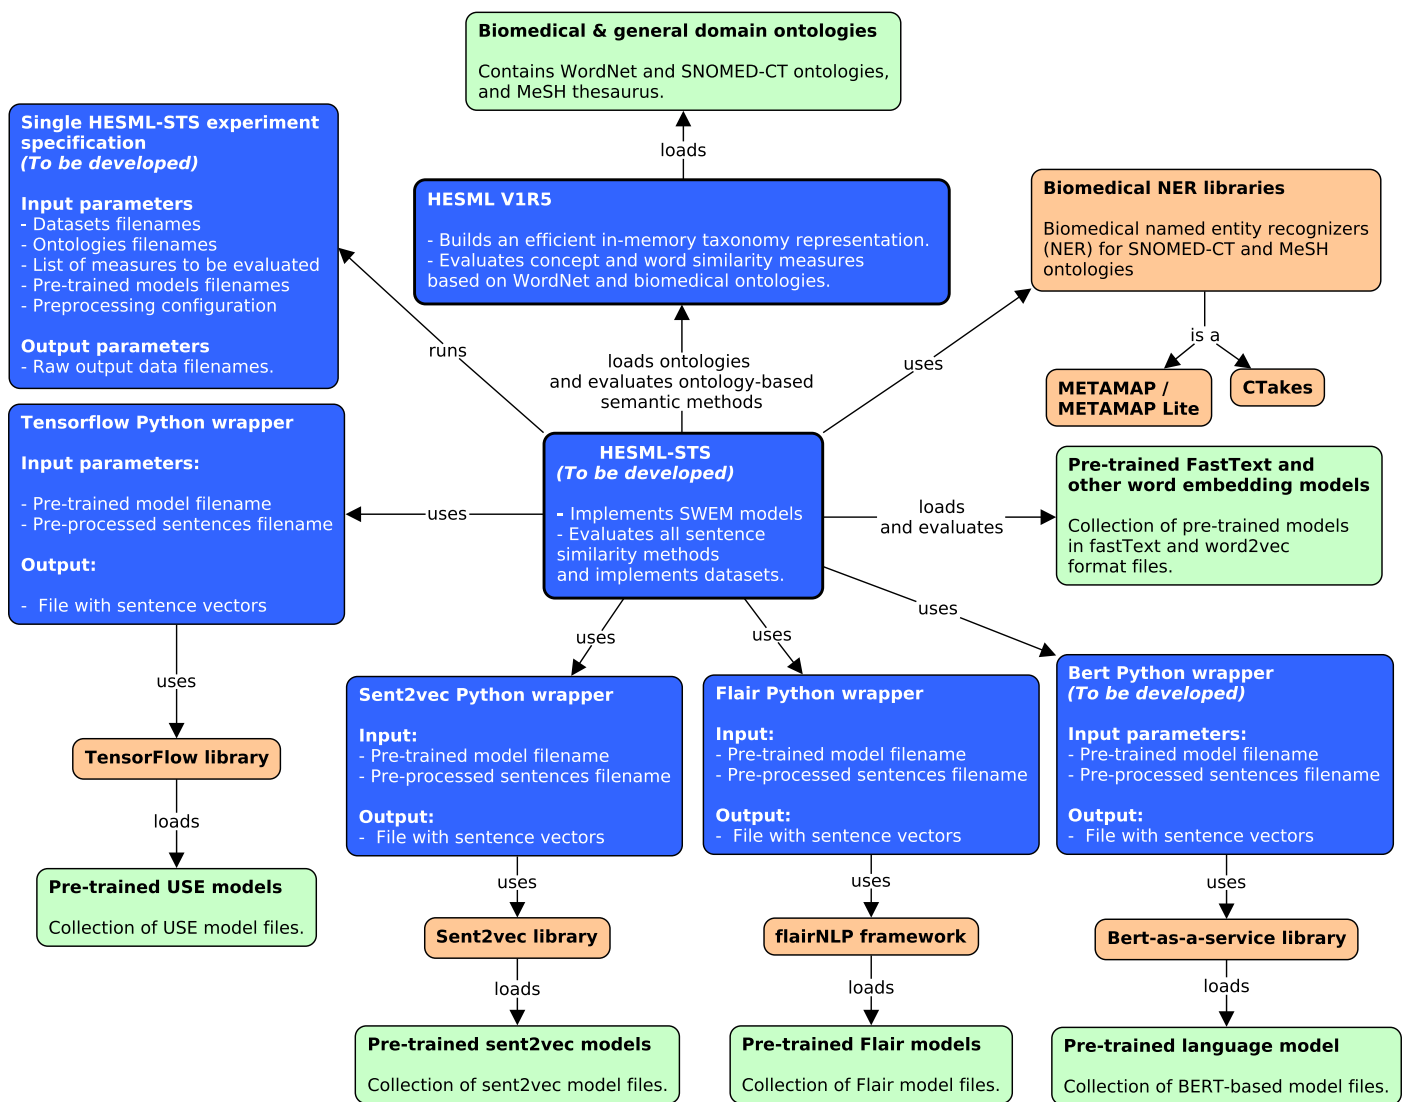 Biomedical & general domain ontologies
Contains WordNet and SNOMED-CT ontologies,
and MeSH thesaurus.
loads
Single HESML-STS experiment
specification
(To be developed)
Input parameters
- Datasets filenames
- Ontologies filenames
- List of measures to be evaluated
- Pre-trained models filenames
- Preprocessing configuration
Output parameters
- Raw output data filenames.
HESML V1R5
- Builds an efficient in-memory taxonomy representation.
- Evaluates concept and word similarity measures
based on WordNet and biomedical ontologies.
Biomedical NER libraries
Biomedical named entity recognizers
(NER) for SNOMED-CT and MeSH
ontologies
is a
METAMAP /
METAMAP Lite
CTakes
runs
loads ontologies
and evaluates ontology-based
semantic methods
uses
HESML-STS
(To be developed)
- Implements SWEM models
- Evaluates all sentence
similarity methods
and implements datasets.
Tensorflow Python wrapper
Input parameters:
- Pre-trained model filename
- Pre-processed sentences filename
Output:
- File with sentence vectors
uses
loads
and evaluates
Pre-trained FastText and
other word embedding models
Collection of pre-trained models
in fastText and word2vec
format files.
uses
uses
uses
uses
TensorFlow library
loads
Pre-trained USE models
Collection of USE model files.
Sent2vec Python wrapper
Input:
- Pre-trained model filename
- Pre-processed sentences filename
Output:
- File with sentence vectors
uses
Sent2vec library
loads
Pre-trained sent2vec models
Collection of sent2vec model files.
Flair Python wrapper
Input:
- Pre-trained model filename
- Pre-processed sentences filename
Output:
- File with sentence vectors
uses
flairNLP framework
loads
Pre-trained Flair models
Collection of Flair model files.
Bert Python wrapper
(To be developed)
Input parameters:
- Pre-trained model filename
- Pre-processed sentences filename
Output:
- File with sentence vectors
uses
Bert-as-a-service library
loads
Pre-trained language model
Collection of BERT-based model files.